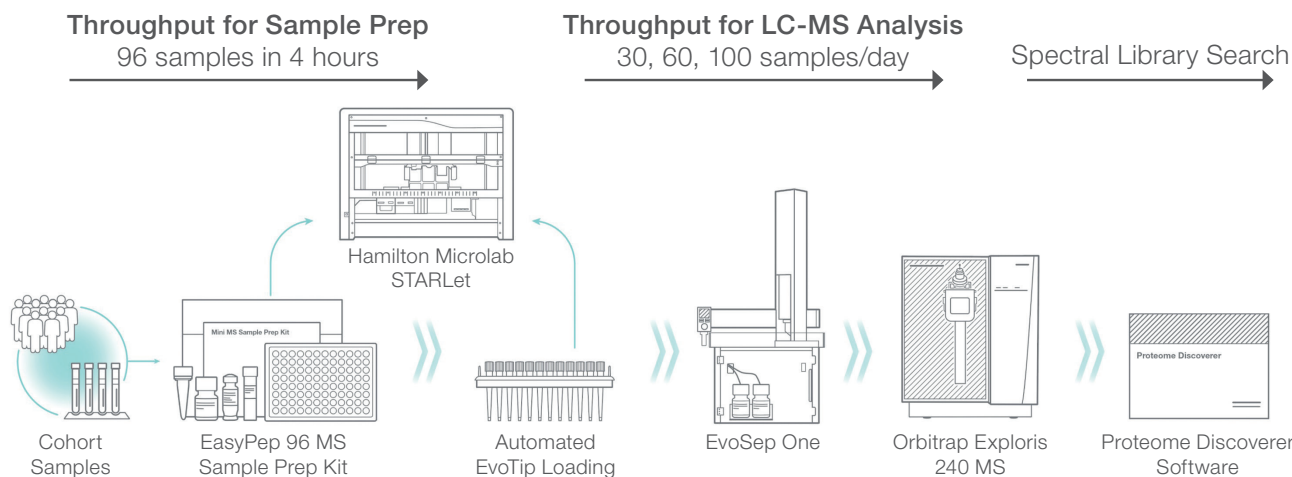 Throughput for Sample Prep
96 samples in 4 hours
Throughput for LC-MS Analysis
30, 60, 100 samples/day
Spectral Library Search
Hamilton Microlab
STARLet
Mini MS Sample Prep Kit
Proteome Discoverer
Cohort
Samples
EasyPep 96 MS
Sample Prep Kit
Automated
EvoTip Loading
EvoSep One
Orbitrap Exploris
240 MS
Proteome Discoverer
Software